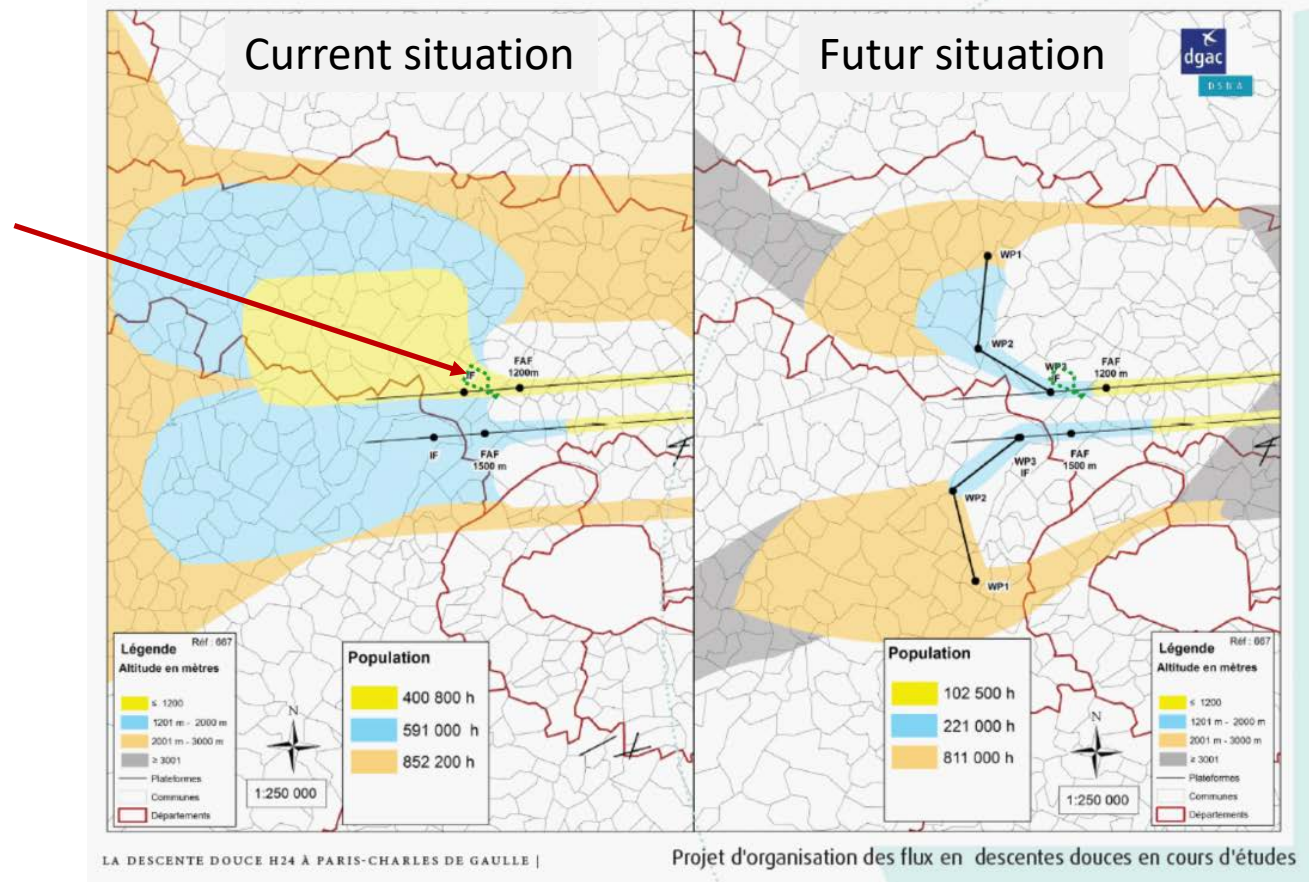 Current situation
Futur situation
dgac
DSNA
IF
FAF
1200m
IF
FAF
1500 m
WP1
WP2
WP3
IF
FAF
1200 m
WP3
IF
FAF
1500 m
WP2
WP1
Légende
Réf : 667
Altitude en mètres
≤ 1200
1201 m - 2000 m
2001 m - 3000 m
≥ 3001
Plateformes
Communes
Départements
N
1:250 000
Population
400 800 h
591 000 h
852 200 h
Population
102 500 h
221 000 h
811 000 h
N
1:250 000
Légende
Réf : 667
Altitude en mètres
≤ 1200
1201 m - 2000 m
2001 m - 3000 m
≥ 3001
Plateformes
Communes
Départements
LA DESCENTE DOUCE H24 À PARIS-CHARLES DE GAULLE |
Projet d'organisation des flux en descentes douces en cours d'études